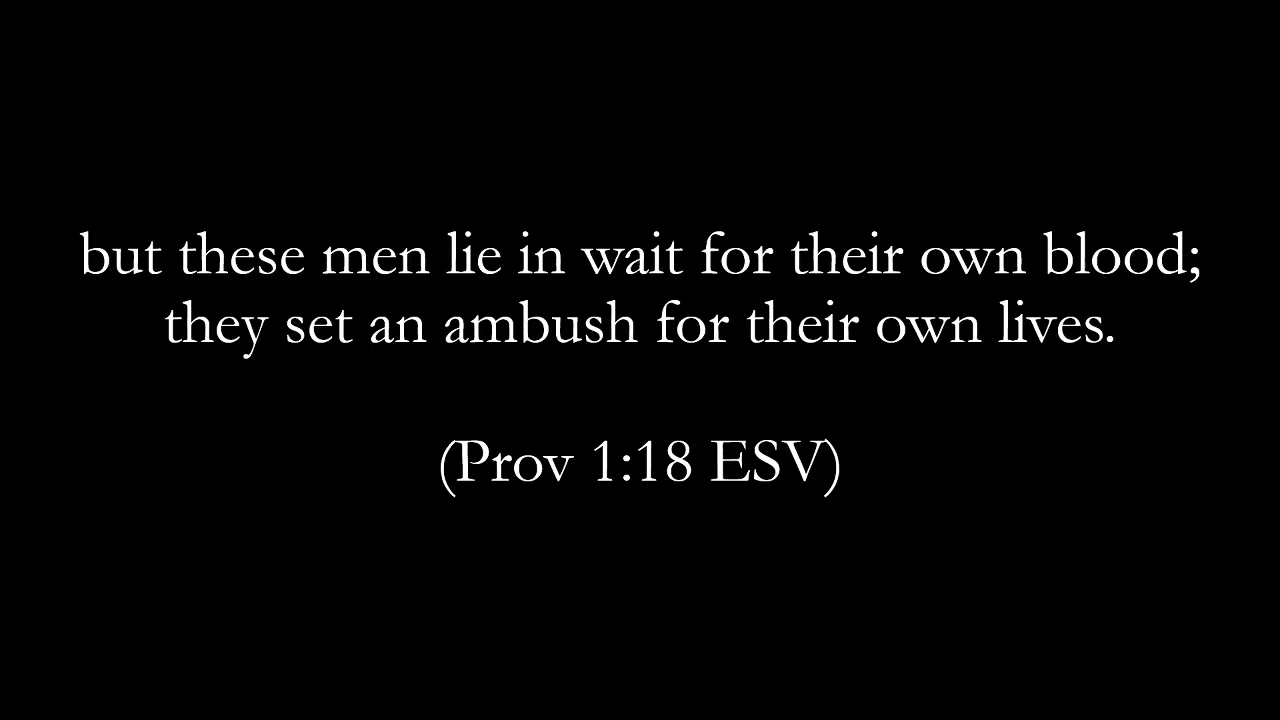 but these men lie in wait for their own blood;
they set an ambush for their own lives.
(Prov 1:18 ESV)